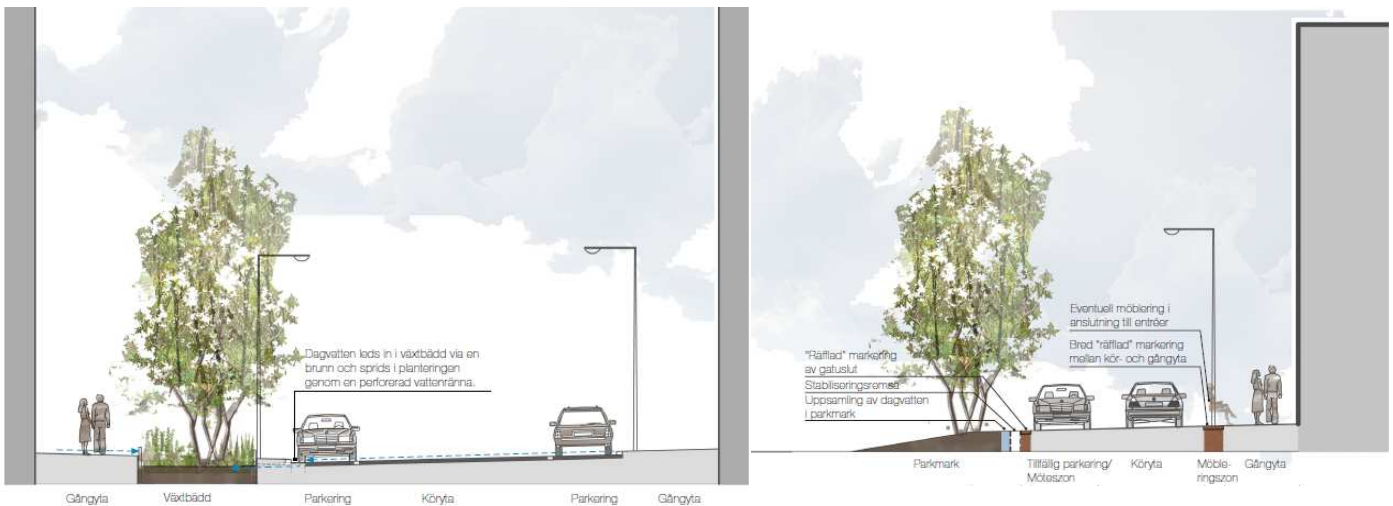 Dagvatten leds in i växtbädd via en
brunn och sprids i planteringen
genom en perforerad vattenränna.
Gångyta
Växtbädd
Parkering
Köryta
Parkering
Gångyta
Eventuell möblering i
anslutning till entréer
Bred "räfflad" markering
mellan kör- och gångyta
"Räfflad" markering
av gatuslut
Stabiliseringsremsa
Uppsamling av dagvatten
i parkmark
Parkmark
Tillfällig parkering/
Möteszon
Köryta
Möble-
ringszon
Gångyta